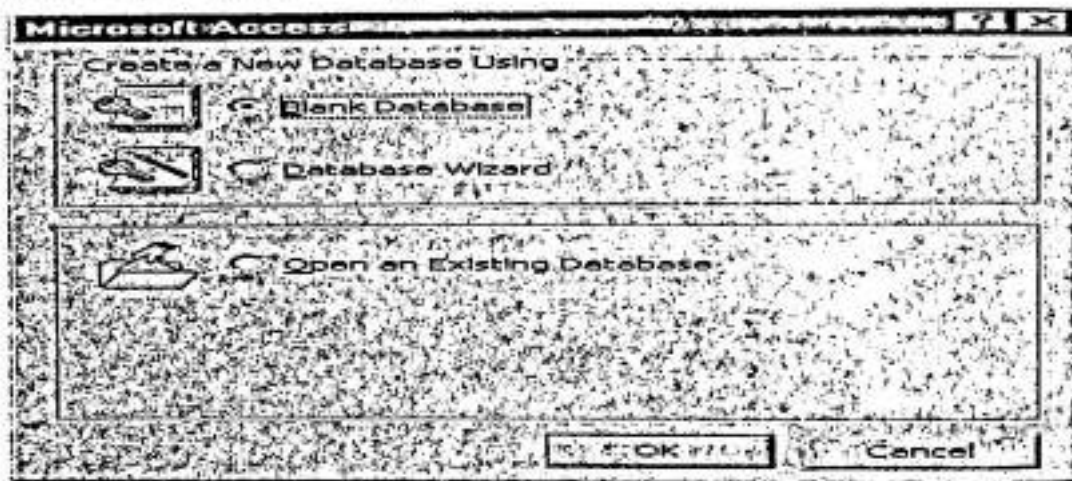 Microsoft Access
Create a New Database Using
Blank Database
Database Wizard
Open an Existing Database
OK
Cancel